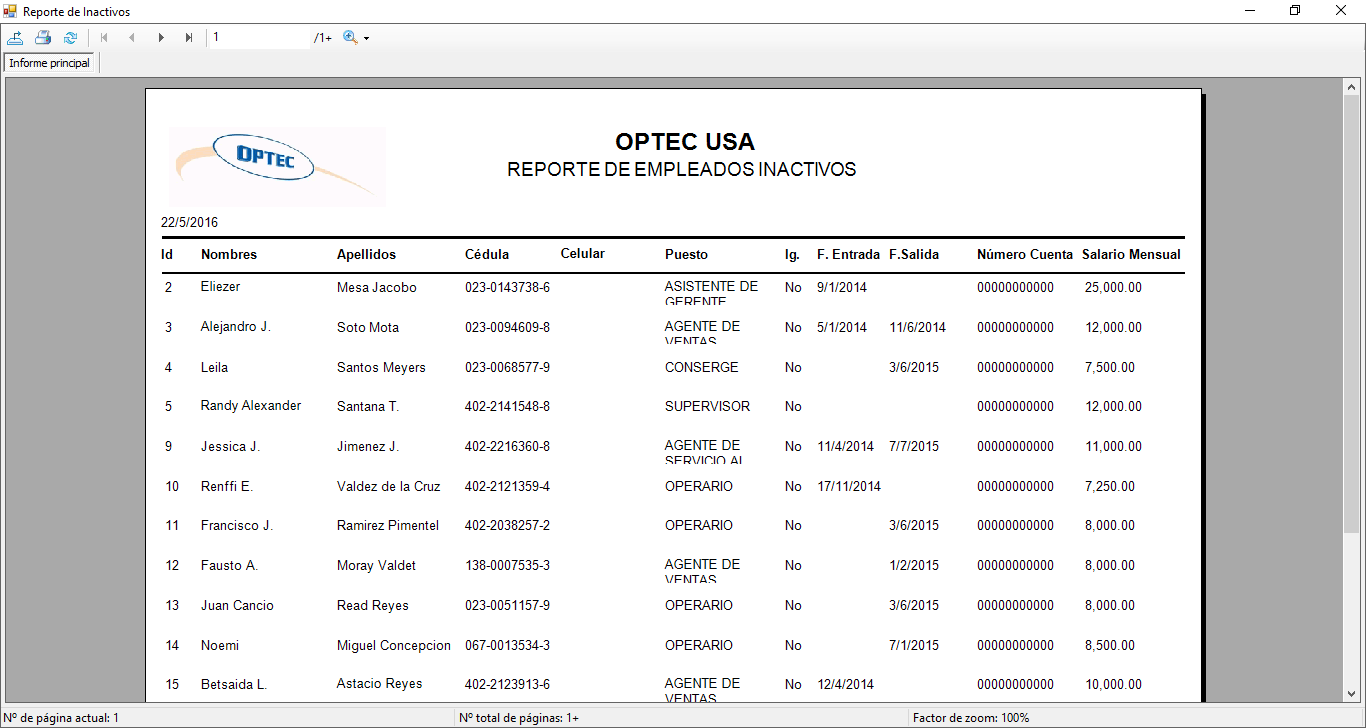 Reporte de Inactivos
1 /1+
Informe principal
OPTEC
OPTEC USA
REPORTE DE EMPLEADOS INACTIVOS
22/5/2016
Id Nombres Apellidos Cédula Celular Puesto Ig. F. Entrada F.Salida Número Cuenta Salario Mensual
2 Eliezer Mesa Jacobo 023-0143738-6 ASISTENTE DE No 9/1/2014 00000000000 25,000.00
GERENTE
3 Alejandro J. Soto Mota 023-0094609-8 AGENTE DE No 5/1/2014 11/6/2014 00000000000 12,000.00
VENTAS
4 Leila Santos Meyers 023-0068577-9 CONSERGE No 3/6/2015 00000000000 7,500.00
5 Randy Alexander Santana T. 402-2141548-8 SUPERVISOR No 00000000000 12,000.00
9 Jessica J. Jimenez J. 402-2216360-8 AGENTE DE No 11/4/2014 7/7/2015 00000000000 11,000.00
SERVICIO AL
10 Renffi E. Valdez de la Cruz 402-2121359-4 OPERARIO No 17/11/2014 00000000000 7,250.00
11 Francisco J. Ramirez Pimentel 402-2038257-2 OPERARIO No 3/6/2015 00000000000 8,000.00
12 Fausto A. Moray Valdet 138-0007535-3 AGENTE DE No 1/2/2015 00000000000 8,000.00
VENTAS
13 Juan Cancio Read Reyes 023-0051157-9 OPERARIO No 3/6/2015 00000000000 8,000.00
14 Noemi Miguel Concepcion 067-0013534-3 OPERARIO No 7/1/2015 00000000000 8,500.00
15 Betsaida L. Astacio Reyes 402-2123913-6 AGENTE DE No 12/4/2014 00000000000 10,000.00
VENTAS
Nº de página actual: 1 Nº total de páginas: 1+ Factor de zoom: 100%